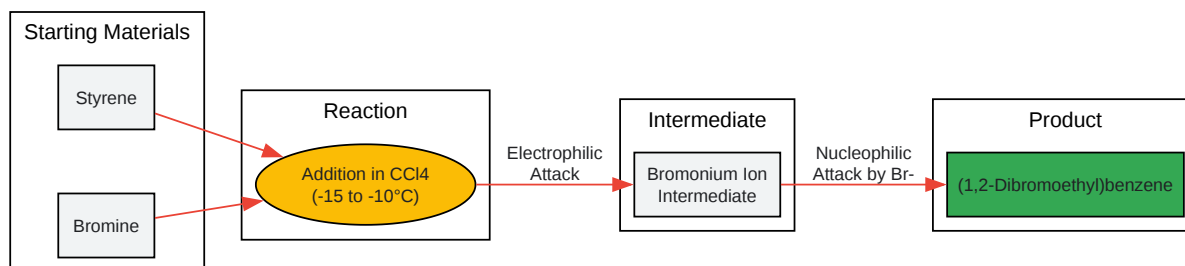 Starting Materials
Styrene
Bromine
Reaction
Addition in CCl4
(-15 to -10°C)
Electrophilic
Attack
Intermediate
Bromonium Ion
Intermediate
Nucleophilic
Attack by Br-
Product
(1,2-Dibromoethyl)benzene